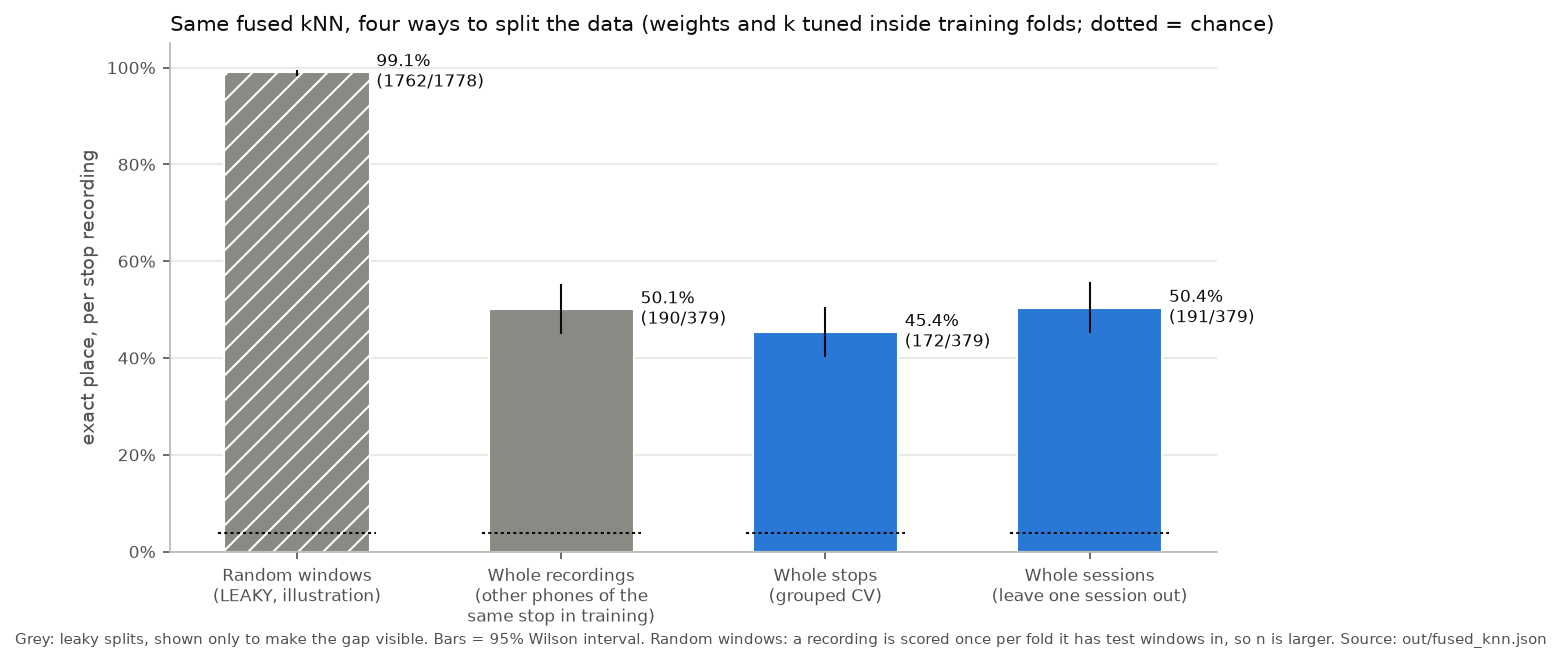 Same fused kNN, four ways to split the data (weights and k tuned inside training folds; dotted = chance)
exact place, per stop recording
100%
80%
60%
40%
20%
0%
99.1%
(1762/1778)
50.1%
(190/379)
45.4%
(172/379)
50.4%
(191/379)
Random windows
(LEAKY, illustration)
Whole recordings
(other phones of the
same stop in training)
Whole stops
(grouped CV)
Whole sessions
(leave one session out)
Grey: leaky splits, shown only to make the gap visible. Bars = 95% Wilson interval. Random windows: a recording is scored once per fold it has test windows in, so n is larger. Source: out/fused_knn.json